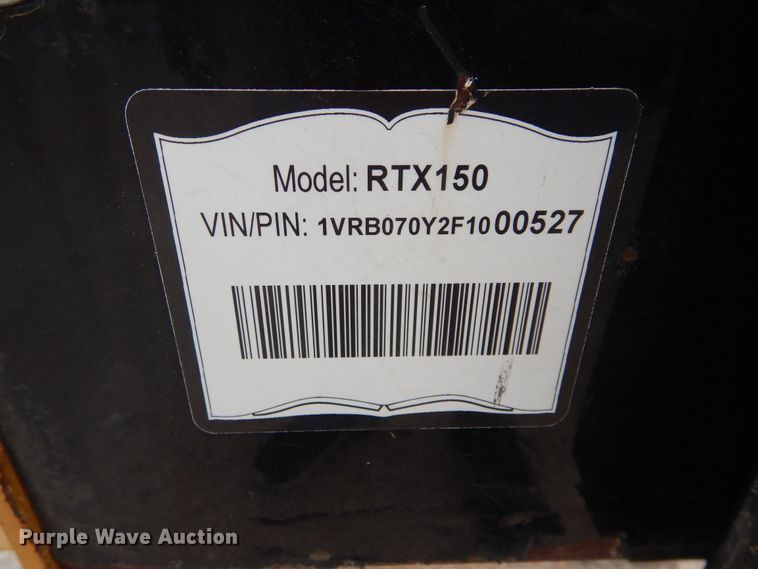 Model: RTX150
VIN/PIN: 1VRB070Y2F1000527
Purple Wave Auction